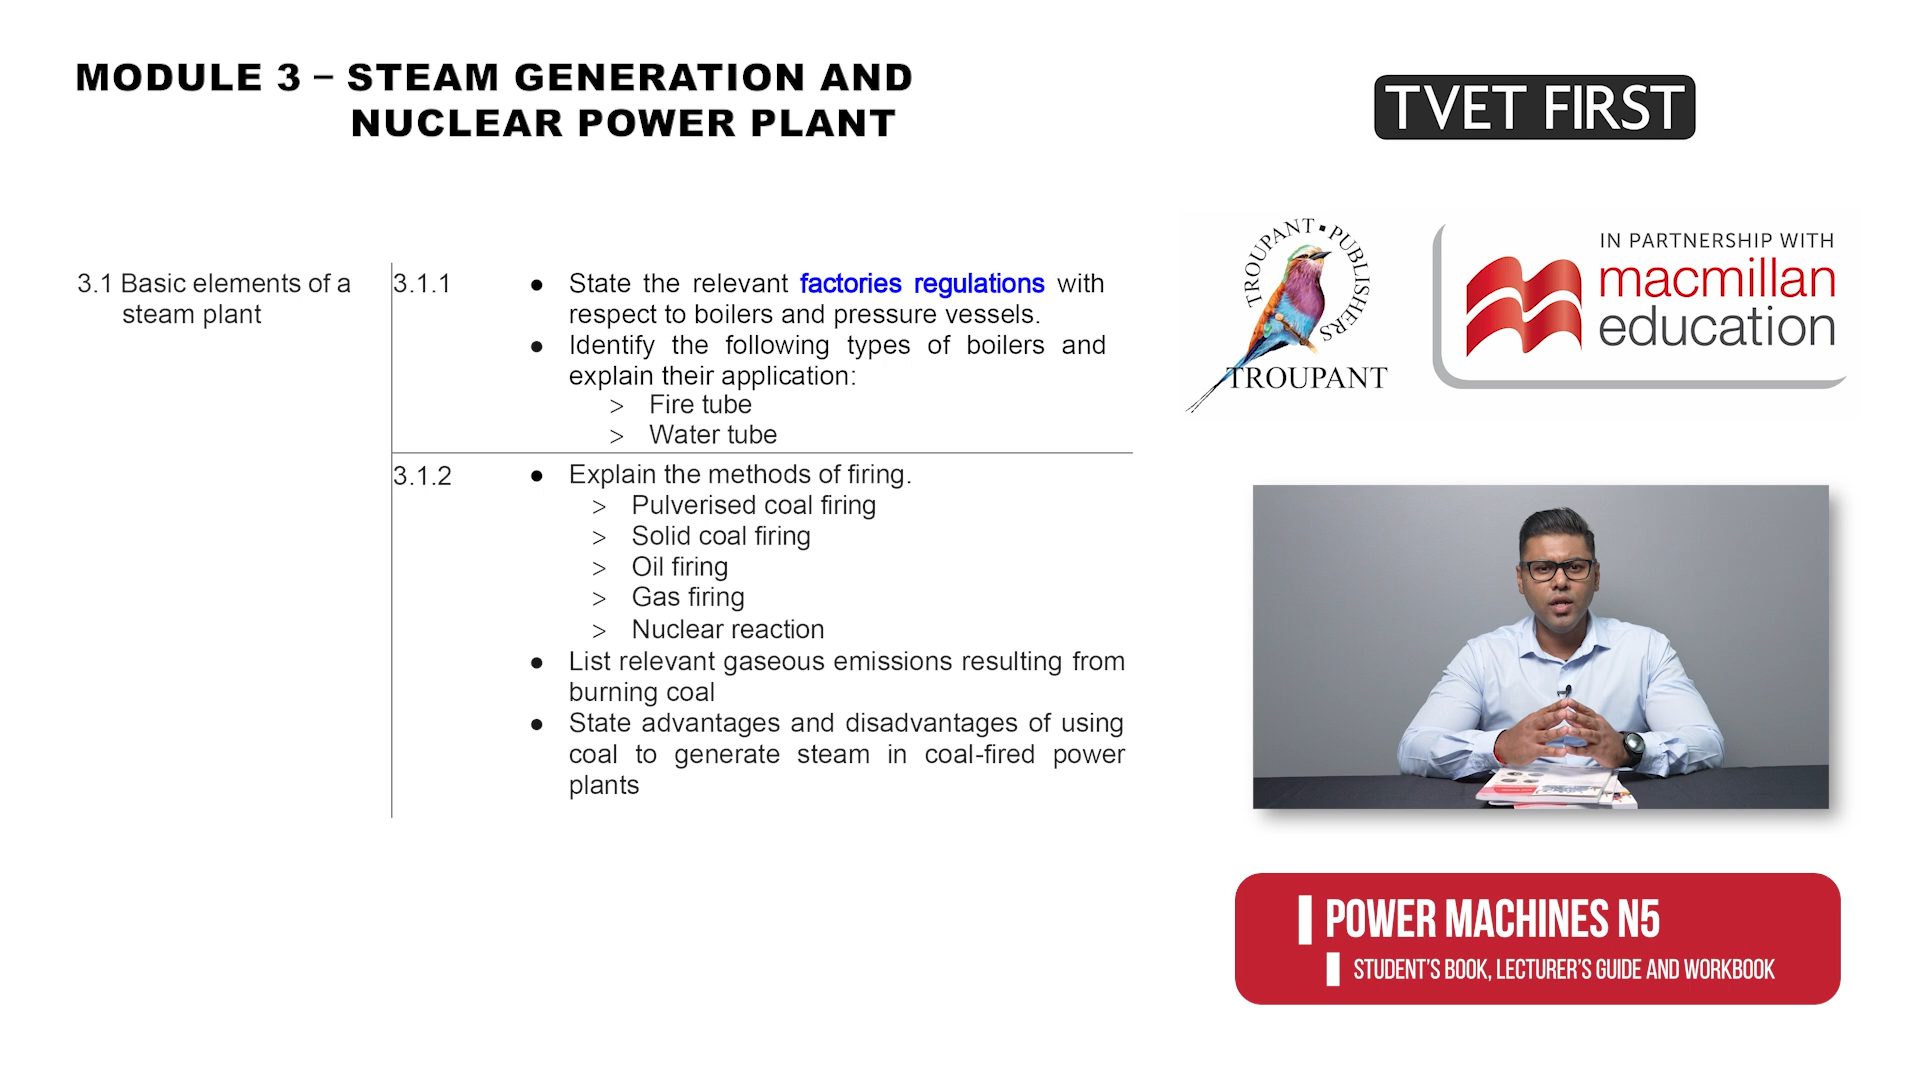 MODULE 3 – STEAM GENERATION AND
NUCLEAR POWER PLANT
TVET FIRST
TROUPANT ▪ PUBLISHERS
TROUPANT
IN PARTNERSHIP WITH
macmillan
education
3.1 Basic elements of a
steam plant
3.1.1
● State the relevant factories regulations with
respect to boilers and pressure vessels.
● Identify the following types of boilers and
explain their application:
> Fire tube
> Water tube
3.1.2
● Explain the methods of firing.
> Pulverised coal firing
> Solid coal firing
> Oil firing
> Gas firing
> Nuclear reaction
● List relevant gaseous emissions resulting from
burning coal
● State advantages and disadvantages of using
coal to generate steam in coal-fired power
plants
POWER MACHINES N5
STUDENT'S BOOK, LECTURER'S GUIDE AND WORKBOOK